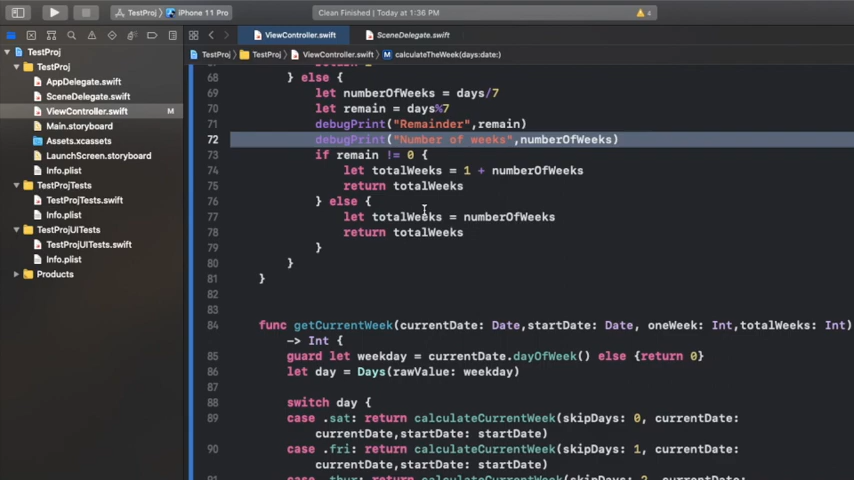 TestProj iPhone 11 Pro
Clean Finished | Today at 1:36 PM
4
ViewController.swift
SceneDelegate.swift
TestProj
TestProj
ViewController.swift
M calculateTheWeek(days:date:)
TestProj
TestProj
AppDelegate.swift
SceneDelegate.swift
ViewController.swift M
Main.storyboard
Assets.xcassets
LaunchScreen.storyboard
Info.plist
TestProjTests
TestProjTests.swift
Info.plist
TestProjUITests
TestProjUITests.swift
Info.plist
Products
68 } else {
69 let numberOfWeeks = days/7
70 let remain = days%7
71 debugPrint("Remainder",remain)
72 debugPrint("Number of weeks",numberOfWeeks)
73 if remain != 0 {
74 let totalWeeks = 1 + numberOfWeeks
75 return totalWeeks
76 } else {
77 let totalWeeks = numberOfWeeks
78 return totalWeeks
79 }
80 }
81 }
82
83
84 func getCurrentWeek(currentDate: Date,startDate: Date, oneWeek: Int,totalWeeks: Int)
-> Int {
85 guard let weekday = currentDate.dayOfWeek() else {return 0}
86 let day = Days(rawValue: weekday)
87
88 switch day {
89 case .sat: return calculateCurrentWeek(skipDays: 0, currentDate:
currentDate,startDate: startDate)
90 case .fri: return calculateCurrentWeek(skipDays: 1, currentDate:
currentDate,startDate: startDate)